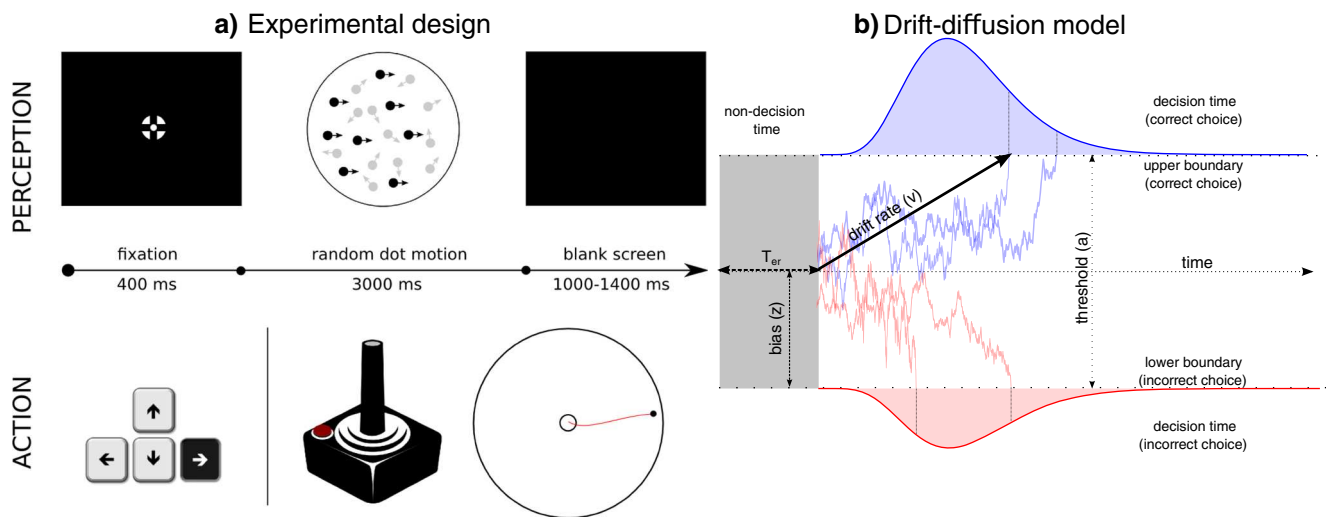 a) Experimental design
PERCEPTION
fixation
random dot motion
blank screen
400 ms
3000 ms
1000-1400 ms
ACTION
b) Drift-diffusion model
non-decision
time
decision time
(correct choice)
upper boundary
(correct choice)
drift rate (v)
Ter
time
bias (z)
threshold (a)
lower boundary
(incorrect choice)
decision time
(incorrect choice)